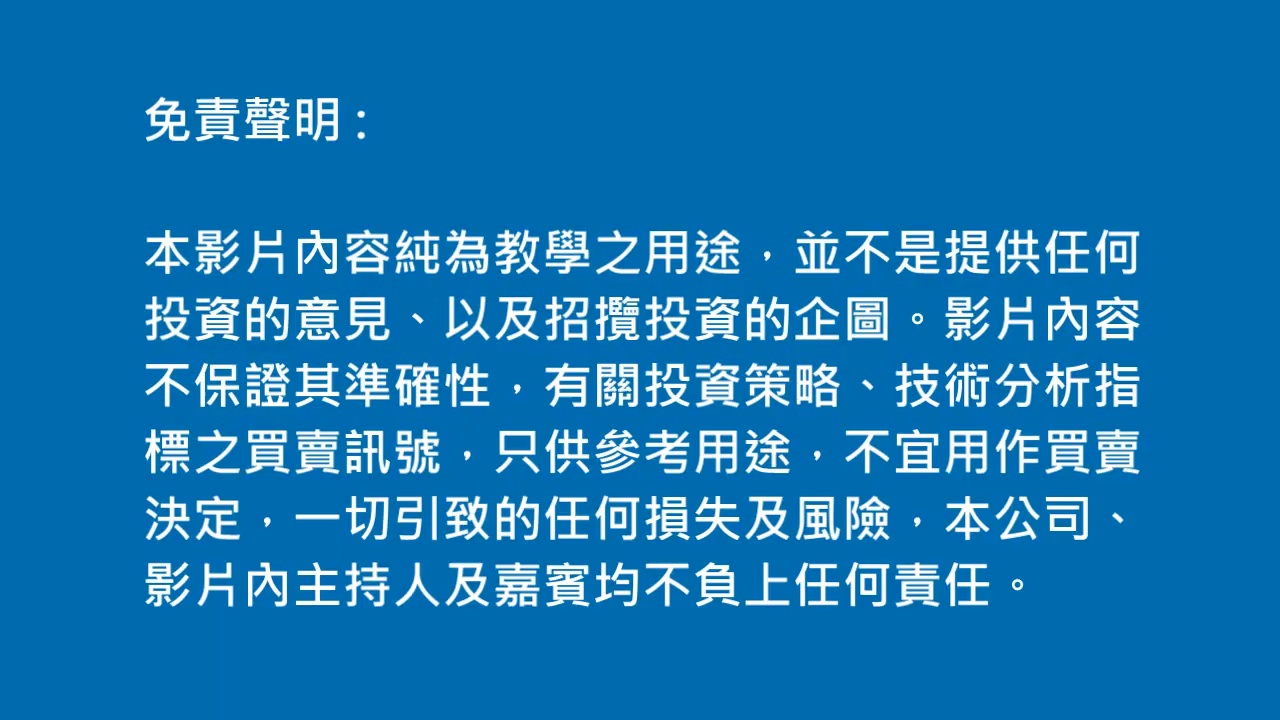 免責聲明：
本影片內容純為教學之用途，並不是提供任何
投資的意見、以及招攬投資的企圖。影片內容
不保證其準確性，有關投資策略、技術分析指
標之買賣訊號，只供參考用途，不宜用作買賣
決定，一切引致的任何損失及風險，本公司、
影片內主持人及嘉賓均不負上任何責任。